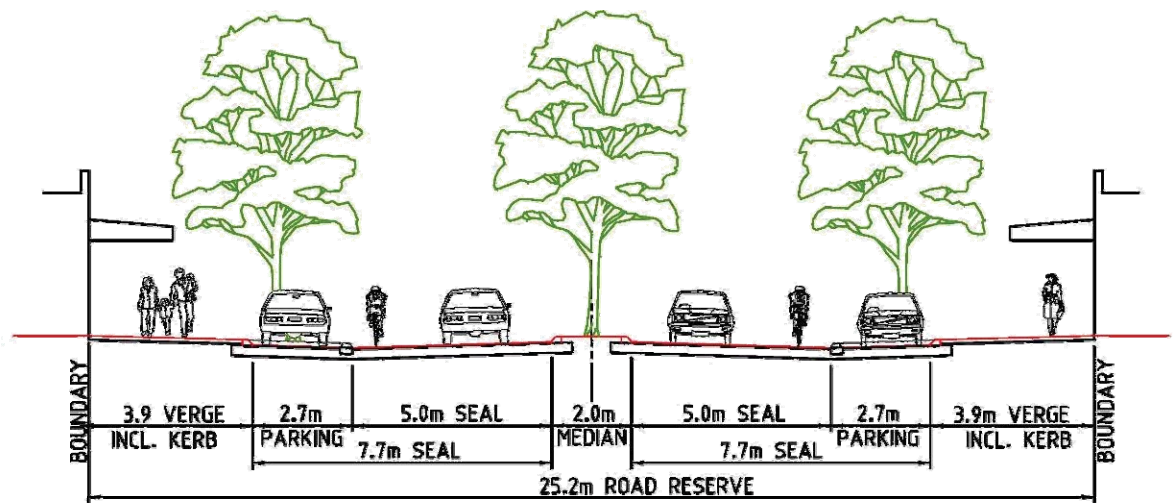 BOUNDARY
3.9 VERGE
INCL. KERB
2.7m
PARKING
5.0m SEAL
7.7m SEAL
2.0m
MEDIAN
5.0m SEAL
2.7m
PARKING
7.7m SEAL
3.9m VERGE
INCL. KERB
BOUNDARY
25.2m ROAD RESERVE